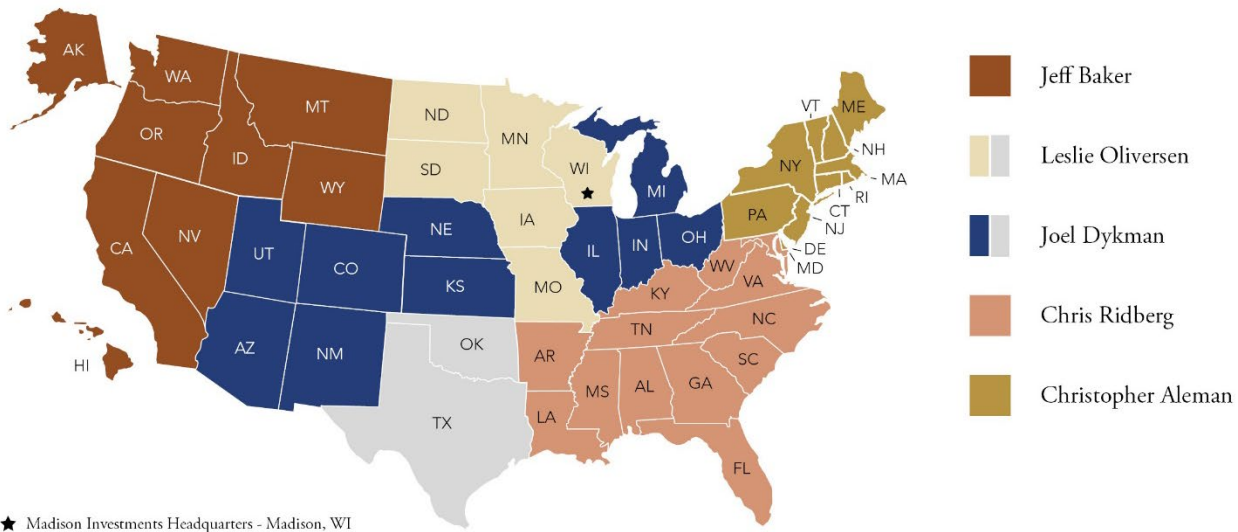 AK
WA
MT
ND
MN
VT
ME
OR
ID
SD
WI
NY
NH
MA
WY
MI
RI
CT
IA
PA
NJ
NE
OH
DE
CA
NV
UT
IL
IN
MD
CO
WV
KS
MO
KY
VA
TN
NC
AZ
NM
OK
AR
SC
HI
MS
AL
GA
TX
LA
FL
Jeff Baker
Leslie Oliversen
Joel Dykman
Chris Ridberg
Christopher Aleman
★ Madison Investments Headquarters - Madison, WI